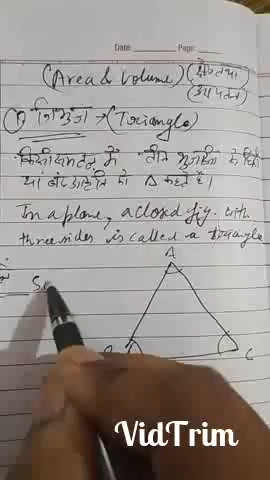 Date: Page:
(Area & Volume) (क्षेत्रफल
आयतन)
① त्रिभुज → (Triangle)
किसी समतल में तीन भुजाओं से घिरी
बंद आकृति को Δ कहते हैं।
In a plane, a closed fig. with
three sides is called a triangle
A
S
C
VidTrim